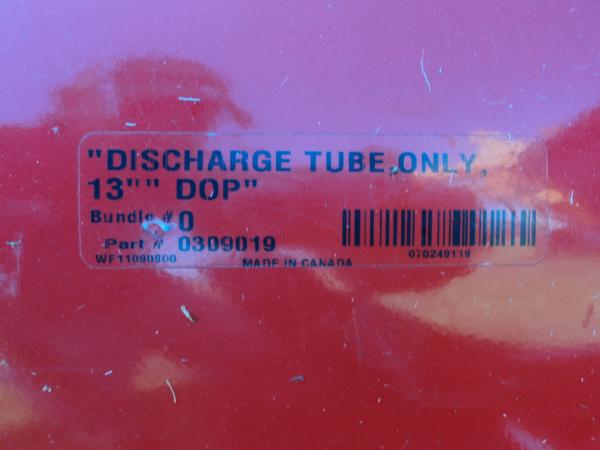 "DISCHARGE TUBE,ONLY,
13"" DOP"
Bundle # 0
Part # 0309019
WF11090900
MADE IN CANADA
070249119